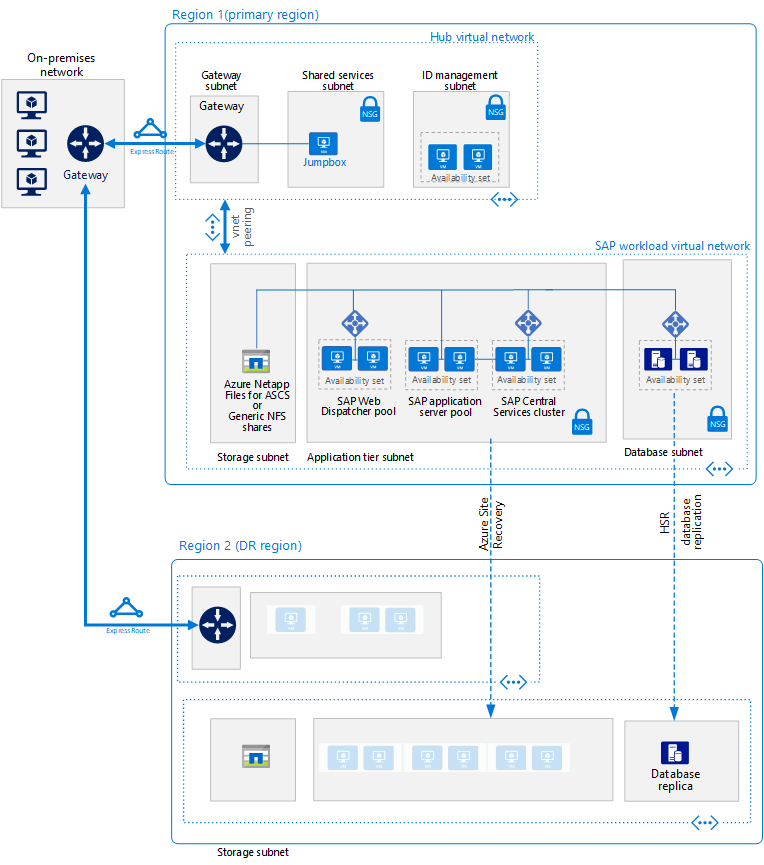 Region 1(primary region)
Hub virtual network
On-premises
network
Gateway
subnet
Shared services
subnet
ID management
subnet
Gateway
NSG
NSG
Express Route
VM
Jumpbox
VM
VM
Availability set
Gateway
vnet
peering
SAP workload virtual network
VM
VM
VM
VM
VM
VM
Azure Netapp
Files for ASCS
or
Generic NFS
shares
Availability set
Availability set
Availability set
Availability set
SAP Web
Dispatcher pool
SAP application
server pool
SAP Central
Services cluster
NSG
NSG
Storage subnet
Application tier subnet
Database subnet
Azure Site
Recovery
HSR
database
replication
Region 2 (DR region)
Express Route
VM
VM
VM
VM
VM
VM
VM
VM
VM
Database
replica
Storage subnet